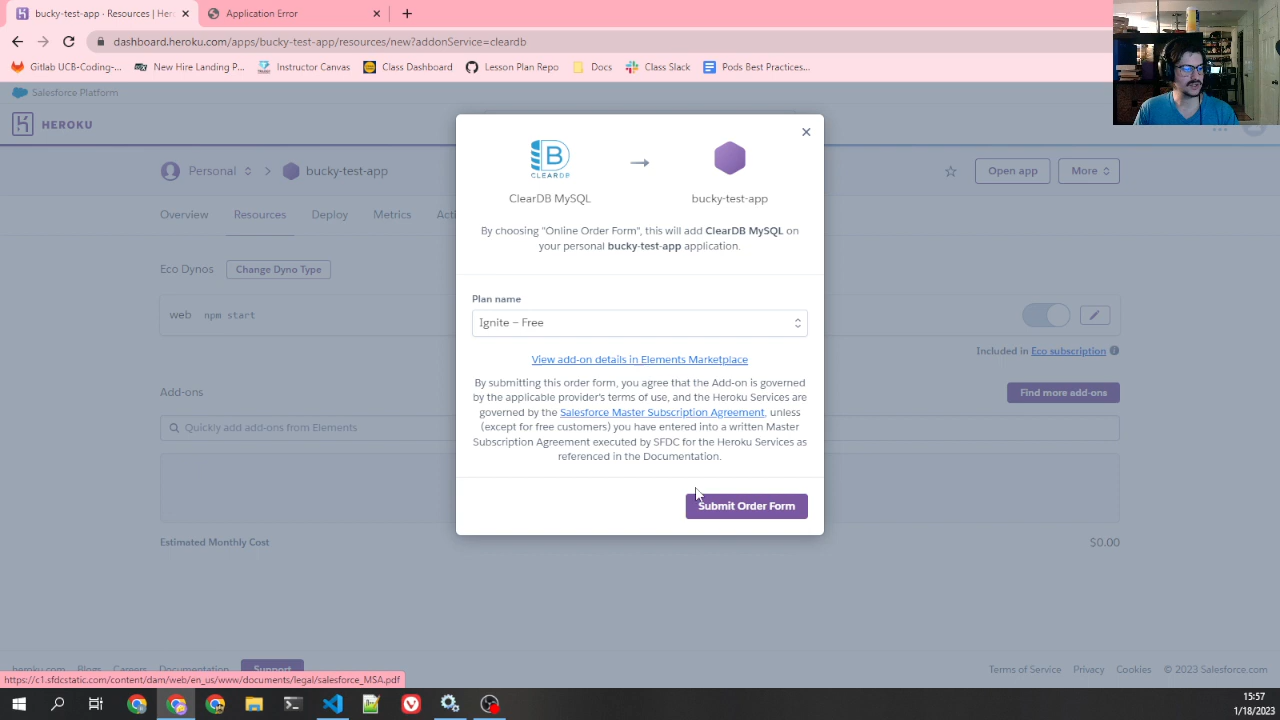 bucky-test-app - Resources | H
Application Error
dashboard.heroku.com/apps/bucky-test-app/resources/new?addonService=cleardb
Gitlab UCB-Coding-...
New Hire Landing P...
Instructor Canvas
Class Dashboard
Lesson Plan Repo
Docs
Class Slack
Pods Best Practices...
Salesforce Platform
HEROKU
Personal
bucky-test-app
Open app
More
Overview
Resources
Deploy
Metrics
Acti
Eco Dynos
Change Dyno Type
web npm start
Included in Eco subscription
Add-ons
Find more add-ons
Quickly add add-ons from Elements
Estimated Monthly Cost
$0.00
B
CLEARDB
ClearDB MySQL
bucky-test-app
By choosing "Online Order Form", this will add ClearDB MySQL on
your personal bucky-test-app application.
Plan name
Ignite – Free
View add-on details in Elements Marketplace
By submitting this order form, you agree that the Add-on is governed
by the applicable provider's terms of use, and the Heroku Services are
governed by the Salesforce Master Subscription Agreement, unless
(except for free customers) you have entered into a written Master
Subscription Agreement executed by SFDC for the Heroku Services as
referenced in the Documentation.
Submit Order Form
heroku.com Blogs Careers Documentation Support
Terms of Service Privacy Cookies © 2023 Salesforce.com
https://c1.sfdcstatic.com/content/dam/web/en_us/www/documents/legal/salesforce_MSA.pdf
15:57
1/18/2023